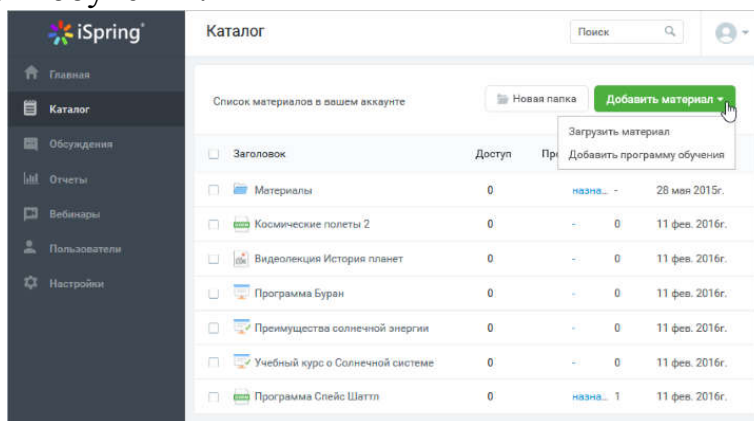 iSpring
Каталог
Поиск
Главная
Каталог
Обсуждения
Отчеты
Вебинары
Пользователи
Настройки
Список материалов в вашем аккаунте
Новая папка
Добавить материал
Загрузить материал
Добавить программу обучения
Заголовок Доступ
Материалы 0 назна... - 28 мая 2015г.
Космические полеты 2 0 - 0 11 фев. 2016г.
Видеолекция История планет 0 - 0 11 фев. 2016г.
Программа Буран 0 - 0 11 фев. 2016г.
Преимущества солнечной энергии 0 - 0 11 фев. 2016г.
Учебный курс о Солнечной системе 0 - 0 11 фев. 2016г.
Программа Спейс Шаттл 0 назна... 1 11 фев. 2016г.